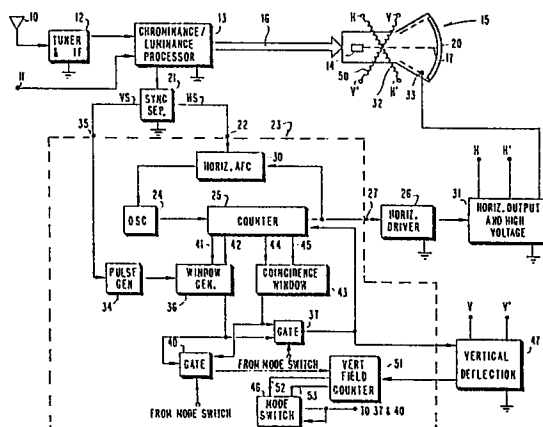 10
12
TUNER
& IF
11
13
CHROMINANCE/
LUMINANCE
PROCESSOR
16
H
V
15
20
17
14
50
V'
H'
32
33
21
VS
SYNC
SEP.
HS
35
22
23
HORIZ. AFC
30
H
H'
24
25
27
26
31
OSC
COUNTER
HORIZ.
DRIVER
HORIZ. OUTPUT
AND HIGH
VOLTAGE
41
42
44
45
PULSE
GEN
34
WINDOW
GEN.
36
COINCIDENCE
WINDOW
43
GATE
37
V
V'
40
GATE
FROM MODE SWITCH
VERT
FIELD
COUNTER
51
VERTICAL
DEFLECTION
47
FROM MODE SWITCH
46
52
53
MODE
SWITCH
TO 37 & 40